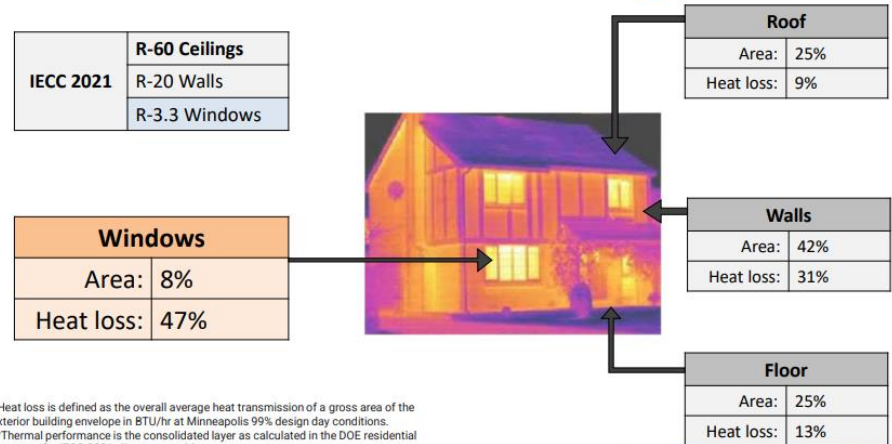 IECC 2021
R-60 Ceilings
R-20 Walls
R-3.3 Windows
Roof
Area: 25%
Heat loss: 9%
Windows
Area: 8%
Heat loss: 47%
Walls
Area: 42%
Heat loss: 31%
Floor
Area: 25%
Heat loss: 13%
Heat loss is defined as the overall average heat transmission of a gross area of the
xterior building envelope in BTU/hr at Minneapolis 99% design day conditions.
Thermal performance is the consolidated layer as calculated in the DOE residential